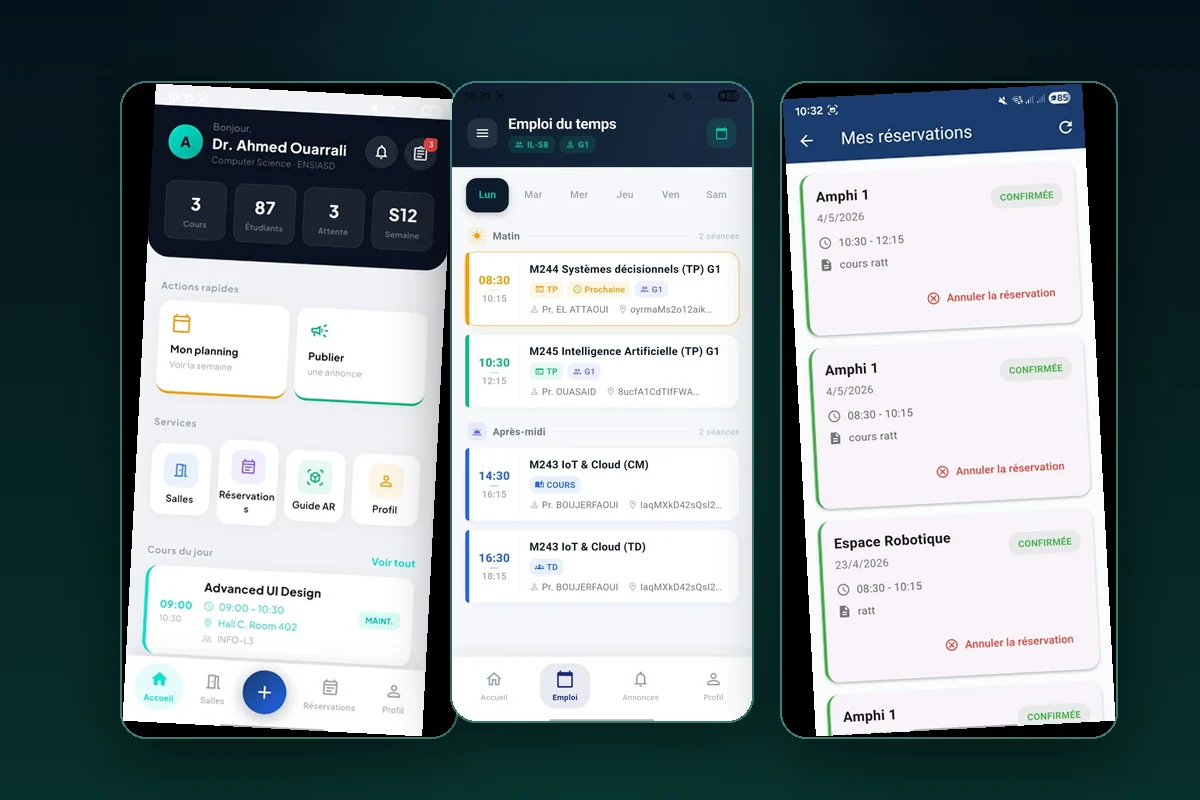 Bonjour,
A
Dr. Ahmed Ouarrali
3
Computer Science · ENSIASD
3
Cours
87
Étudiants
3
Attente
S12
Semaine
Actions rapides
Mon planning
Voir la semaine
Publier
une annonce
Services
Salles
Réservation
s
Guide AR
Profil
Cours du jour
Voir tout
Advanced UI Design
09:00
10:30
09:00 - 10:30
Hall C, Room 402
INFO-L3
MAINT.
Accueil
Salles
+
Réservations
Profil
10:31
85
Emploi du temps
IL-S8
G1
Lun
Mar
Mer
Jeu
Ven
Sam
Matin
2 séances
08:30
10:15
M244 Systèmes décisionnels (TP) G1
TP
Prochaine
G1
Pr. EL ATTAOUI
oyrmaMs2o12aik...
10:30
12:15
M245 Intelligence Artificielle (TP) G1
TP
G1
Pr. OUASAID
8ucfA1CdTIfFWA...
Après-midi
2 séances
14:30
16:15
M243 IoT & Cloud (CM)
COURS
Pr. BOUJERFAOUI
IaqMXkD42sQsI2...
16:30
18:15
M243 IoT & Cloud (TD)
TD
Pr. BOUJERFAOUI
IaqMXkD42sQsI2...
Accueil
Emploi
Annonces
Profil
10:32
85
Mes réservations
Amphi 1
CONFIRMÉE
4/5/2026
10:30 - 12:15
cours ratt
Annuler la réservation
Amphi 1
CONFIRMÉE
4/5/2026
08:30 - 10:15
cours ratt
Annuler la réservation
Espace Robotique
CONFIRMÉE
23/4/2026
08:30 - 10:15
ratt
Annuler la réservation
Amphi 1
CONFIRMÉE